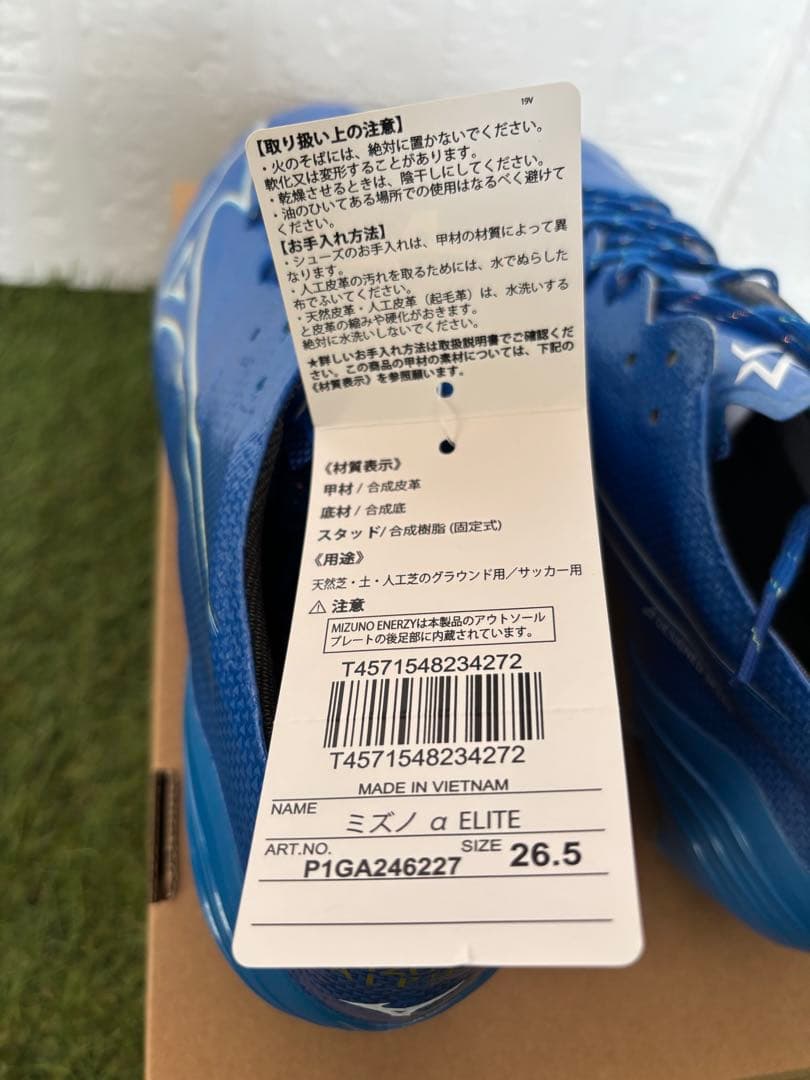 19V
【取り扱い上の注意】
・火のそばには、絶対に置かないでください。
軟化又は変形することがあります。
・乾燥させるときは、陰干しにしてください。
・油のひいてある場所での使用はなるべく避けて
ください。
【お手入れ方法】
・シューズのお手入れは、甲材の材質によって異
なります。
・人工皮革の汚れを取るためには、水でぬらした
布でふいてください。
・天然皮革・人工皮革（起毛革）は、水洗いする
と皮革の縮みや硬化がおきます。
絶対に水洗いしないでください。
★詳しいお手入れ方法は取扱説明書でご確認くだ
さい。この商品の甲材の素材については、下記の
《材質表示》を参照願います。
《材質表示》
甲材 / 合成皮革
底材 / 合成底
スタッド/ 合成樹脂 (固定式)
《用途》
天然芝・土・人工芝のグラウンド用／サッカー用
⚠ 注意
MIZUNO ENERZYは本製品のアウトソール
プレートの後足部に内蔵されています。
T4571548234272
T4571548234272
MADE IN VIETNAM
NAME ミズノ α ELITE
ART.NO. P1GA246227 SIZE 26.5